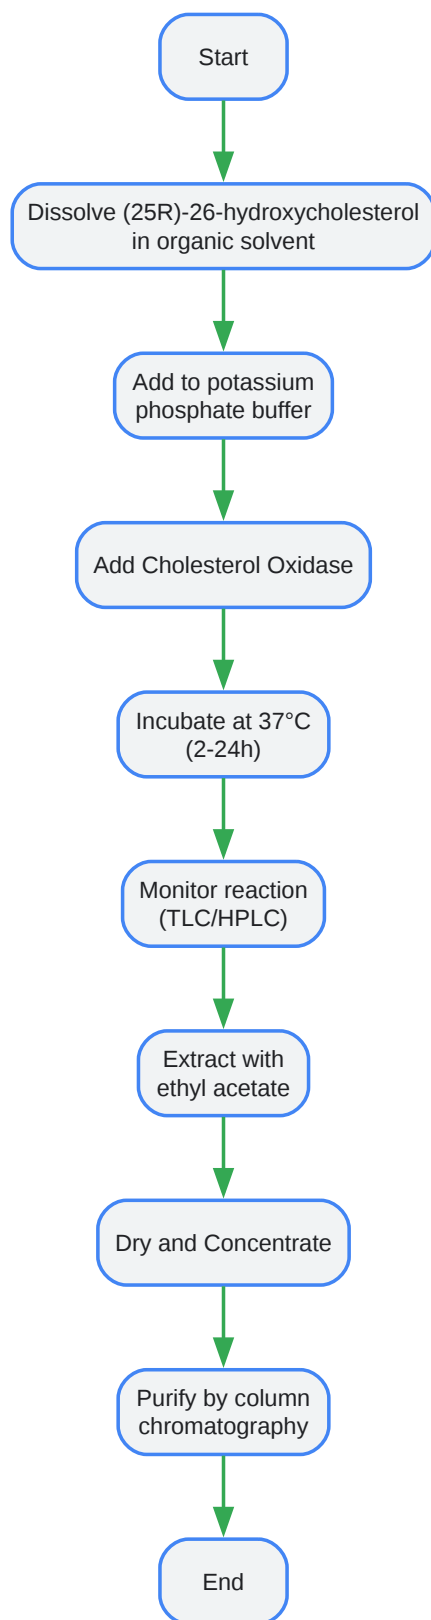 Start
Dissolve (25R)-26-hydroxycholesterol
in organic solvent
Add to potassium
phosphate buffer
Add Cholesterol Oxidase
Incubate at 37°C
(2-24h)
Monitor reaction
(TLC/HPLC)
Extract with
ethyl acetate
Dry and Concentrate
Purify by column
chromatography
End